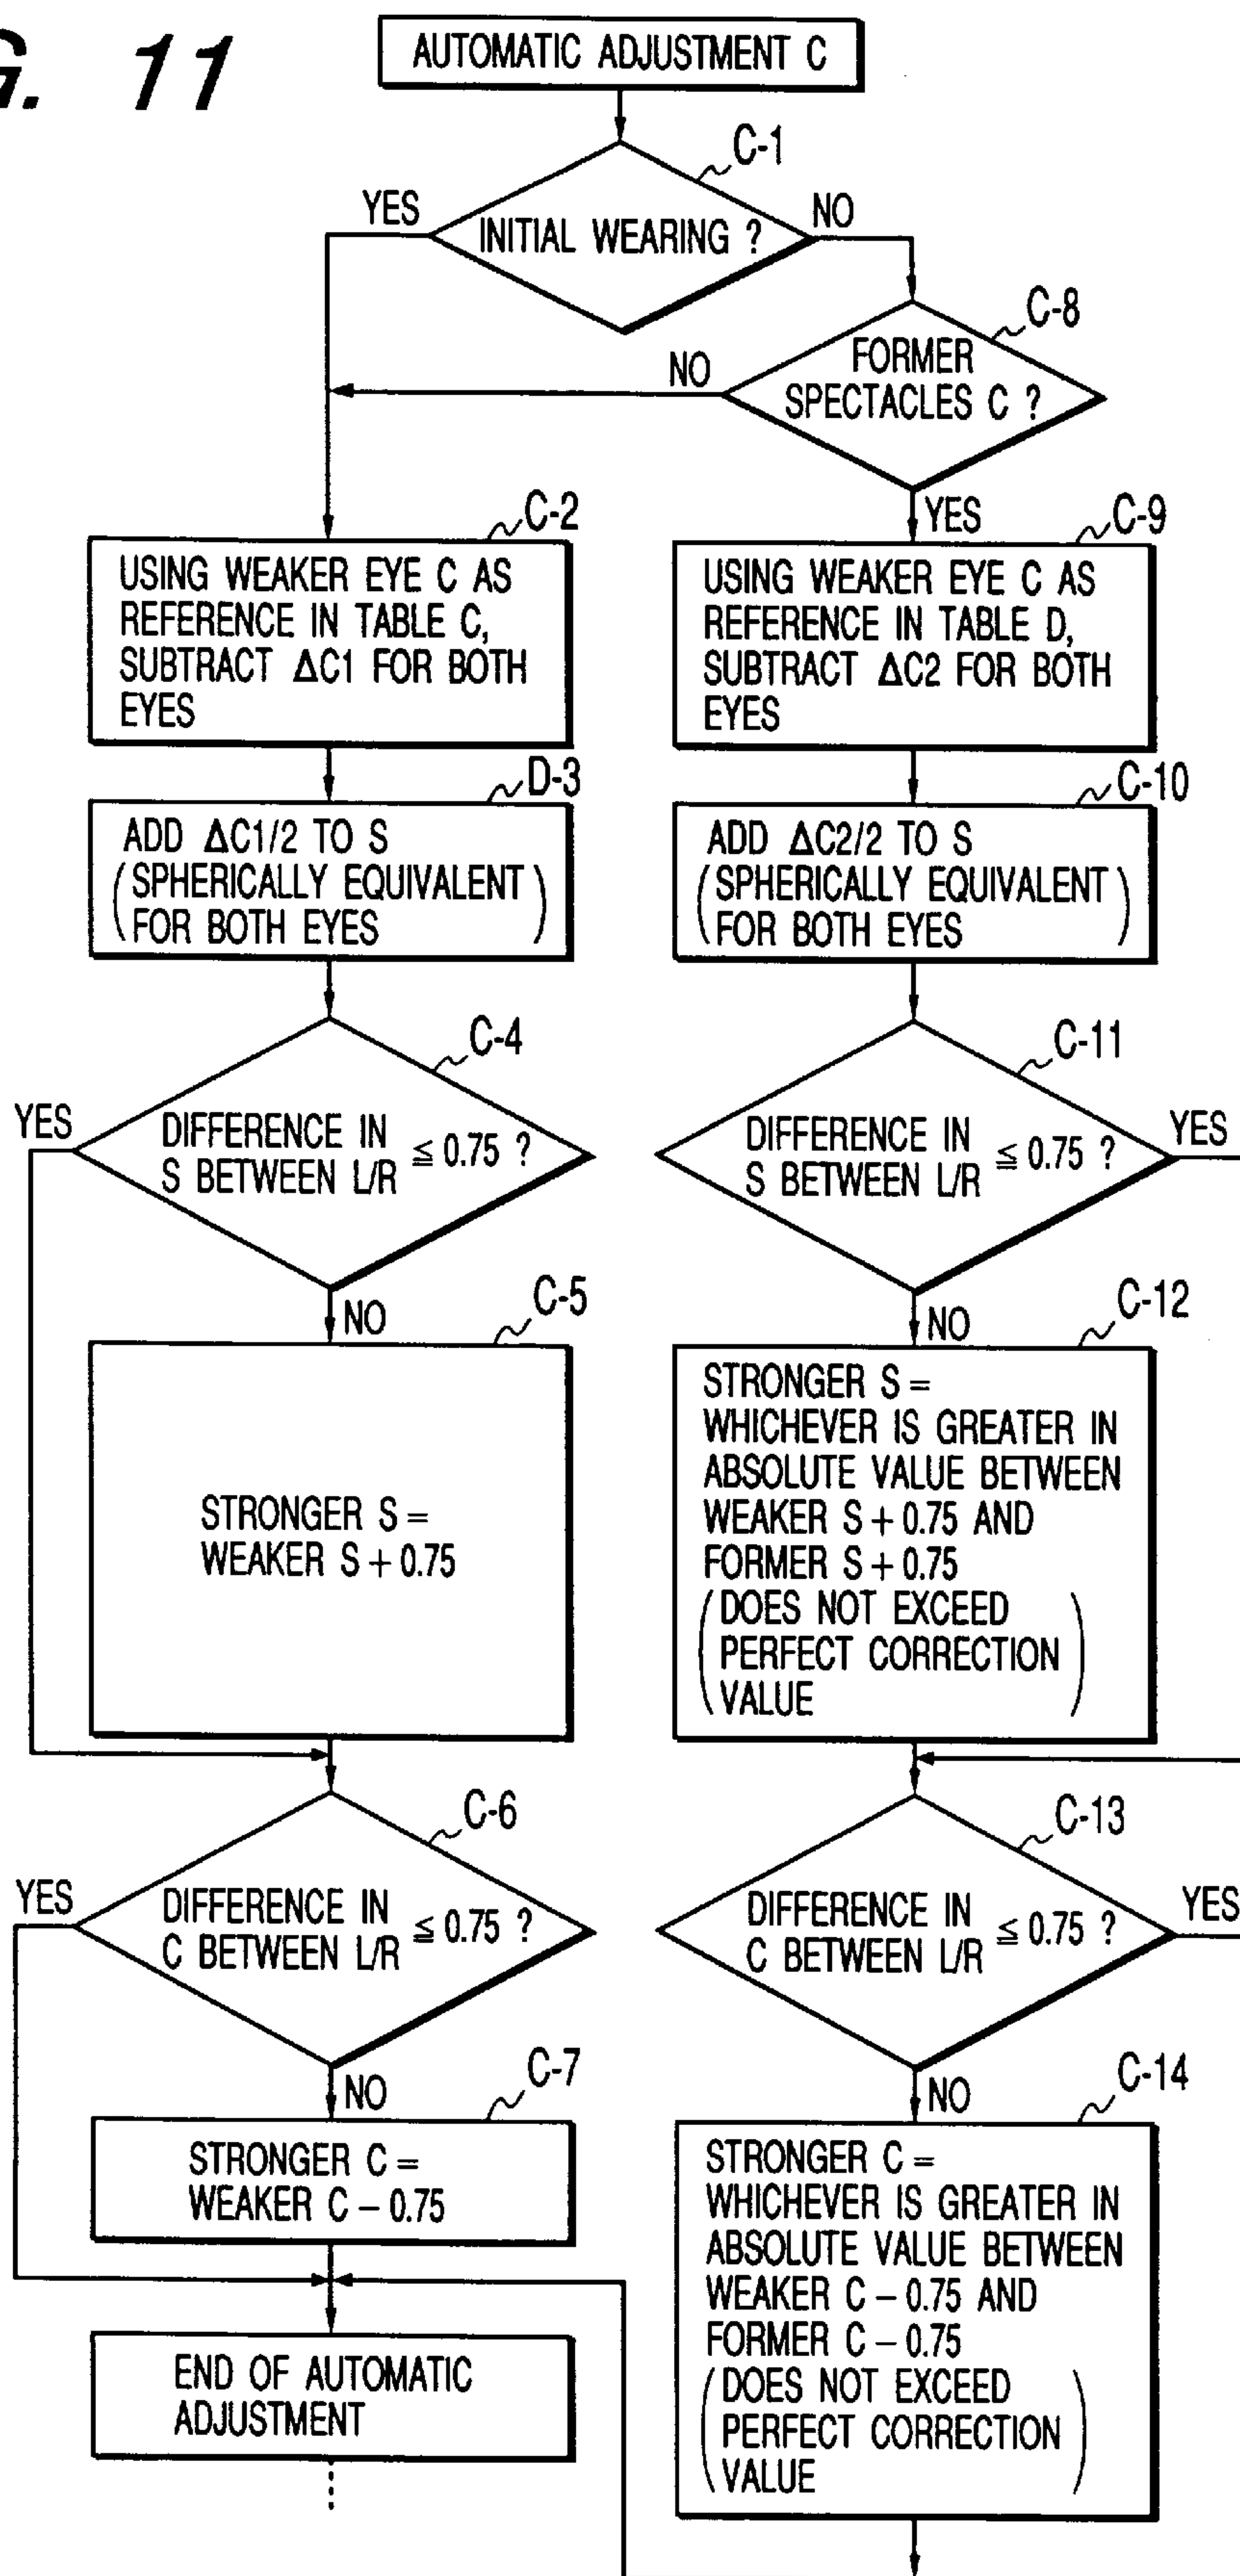 G. 11
AUTOMATIC ADJUSTMENT C
C-1
YES
INITIAL WEARING ?
NO
C-8
NO
FORMER
SPECTACLES C ?
YES
C-2
USING WEAKER EYE C AS
REFERENCE IN TABLE C,
SUBTRACT ΔC1 FOR BOTH
EYES
C-9
USING WEAKER EYE C AS
REFERENCE IN TABLE D,
SUBTRACT ΔC2 FOR BOTH
EYES
D-3
ADD ΔC1/2 TO S
(SPHERICALLY EQUIVALENT
FOR BOTH EYES)
C-10
ADD ΔC2/2 TO S
(SPHERICALLY EQUIVALENT
FOR BOTH EYES)
C-4
YES
DIFFERENCE IN
S BETWEEN L/R ≦ 0.75 ?
NO
C-11
DIFFERENCE IN
S BETWEEN L/R ≦ 0.75 ?
YES
NO
C-5
STRONGER S =
WEAKER S + 0.75
C-12
STRONGER S =
WHICHEVER IS GREATER IN
ABSOLUTE VALUE BETWEEN
WEAKER S + 0.75 AND
FORMER S + 0.75
(DOES NOT EXCEED
PERFECT CORRECTION
VALUE)
C-6
YES
DIFFERENCE IN
C BETWEEN L/R ≦ 0.75 ?
NO
C-13
DIFFERENCE IN
C BETWEEN L/R ≦ 0.75 ?
YES
NO
C-7
STRONGER C =
WEAKER C – 0.75
C-14
STRONGER C =
WHICHEVER IS GREATER IN
ABSOLUTE VALUE BETWEEN
WEAKER C – 0.75 AND
FORMER C – 0.75
(DOES NOT EXCEED
PERFECT CORRECTION
VALUE)
END OF AUTOMATIC
ADJUSTMENT